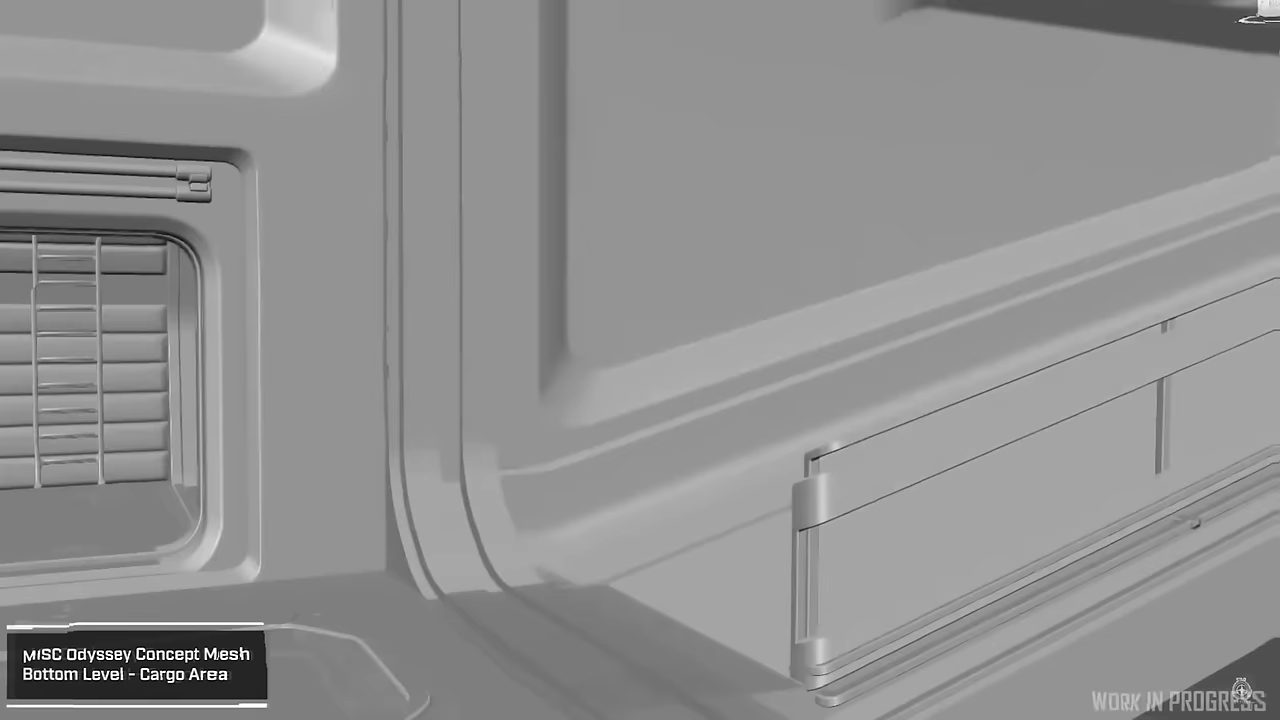 MISC Odyssey Concept Mesh
Bottom Level - Cargo Area
WORK IN PROGRESS